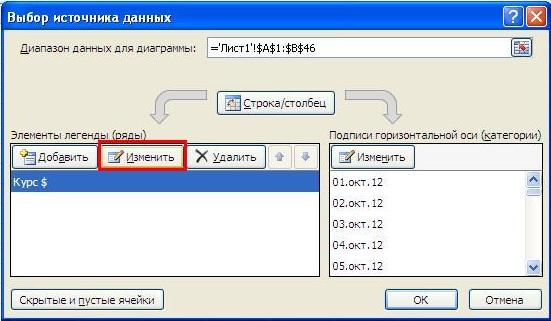 Выбор источника данных
Диапазон данных для диаграммы: ='Лист1'!$A$1:$B$46
Строка/столбец
Элементы легенды (ряды)
Добавить Изменить Удалить
Курс $
Подписи горизонтальной оси (категории)
Изменить
01.окт.12
02.окт.12
03.окт.12
04.окт.12
05.окт.12
Скрытые и пустые ячейки
ОК Отмена